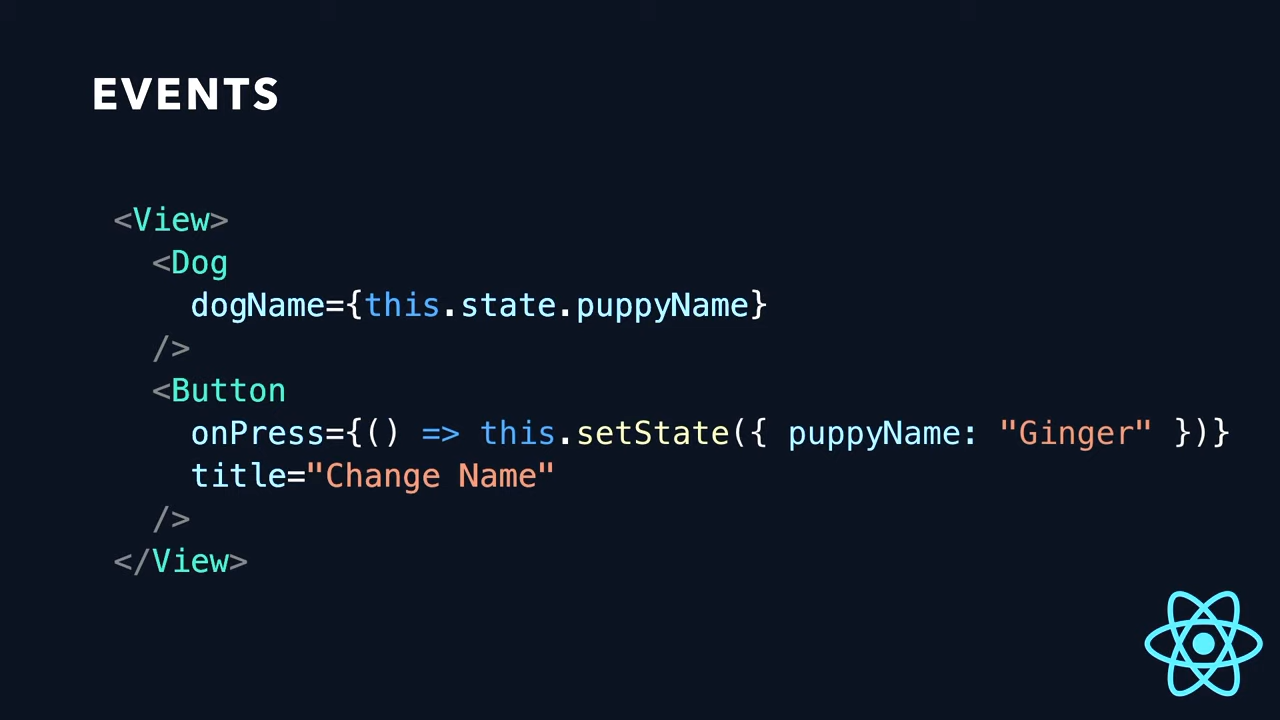 EVENTS
<View>
  <Dog
    dogName={this.state.puppyName}
  />
  <Button
    onPress={() => this.setState({ puppyName: "Ginger" })}
    title="Change Name"
  />
</View>